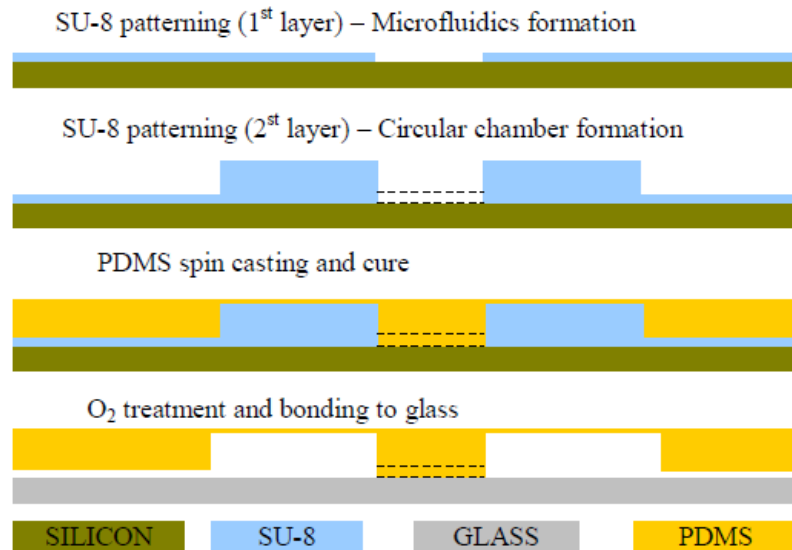 SU-8 patterning (1st layer) – Microfluidics formation
SU-8 patterning (2st layer) – Circular chamber formation
PDMS spin casting and cure
O2 treatment and bonding to glass
SILICON SU-8 GLASS PDMS